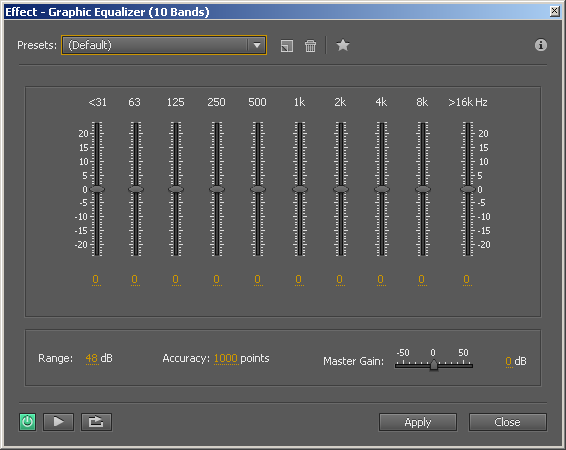 Effect - Graphic Equalizer (10 Bands)
Presets: (Default)
<31 63 125 250 500 1k 2k 4k 8k >16k Hz
20 20
15 15
10 10
5 5
0 0
-5 -5
-10 -10
-15 -15
-20 -20
0 0 0 0 0 0 0 0 0 0
-50 0 50
Range: 48 dB Accuracy: 1000 points Master Gain: 0 dB
Apply Close